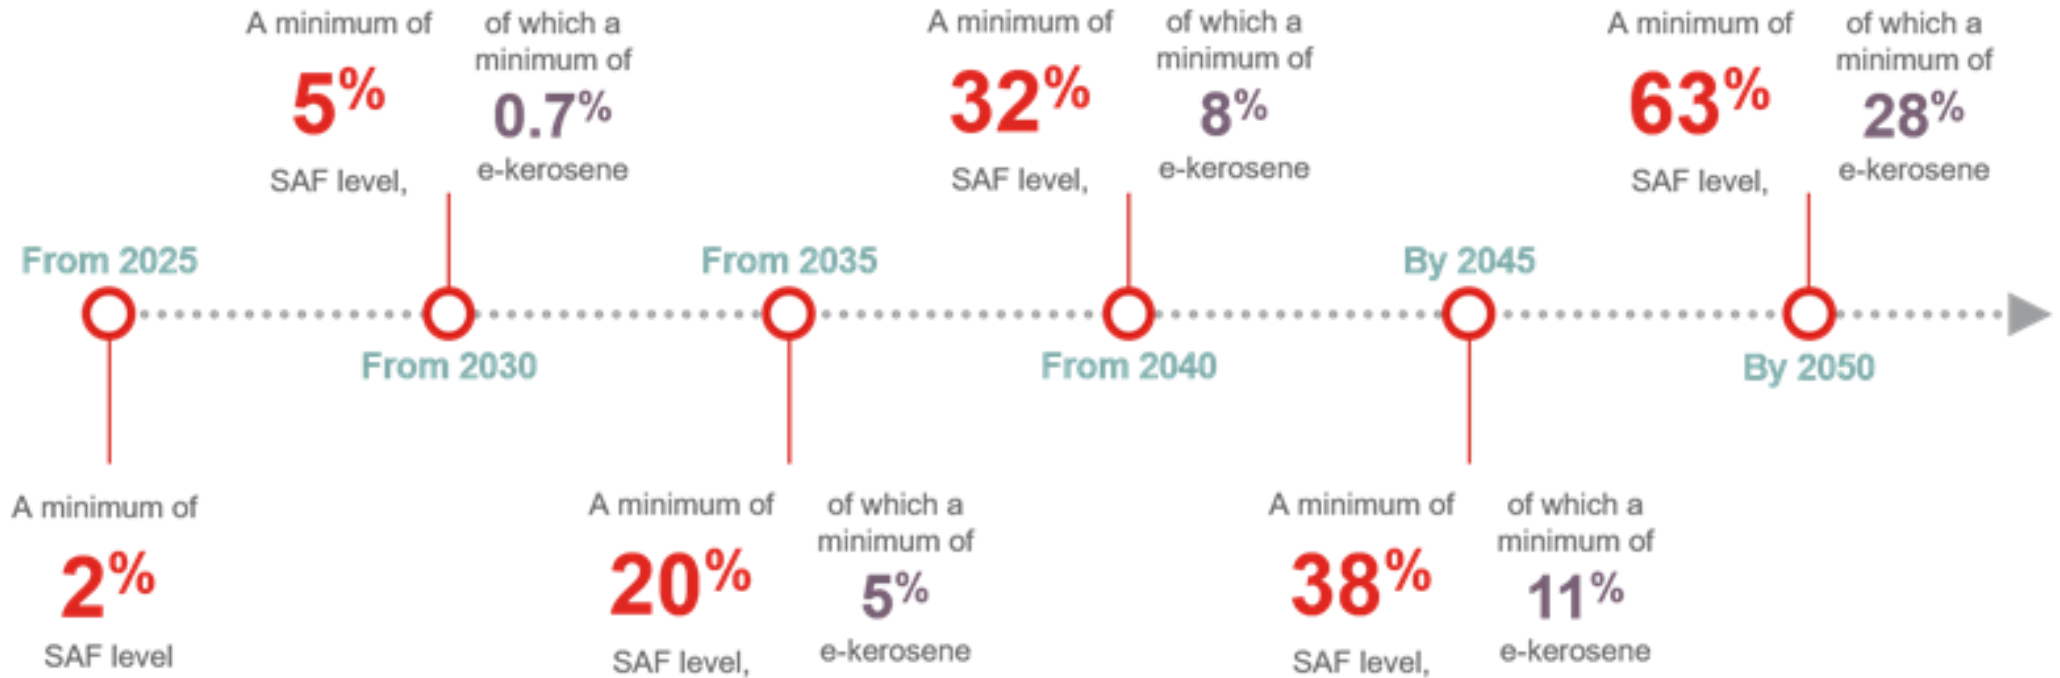 From 2025
A minimum of
2%
SAF level
A minimum of
5%
SAF level,
of which a
minimum of
0.7%
e-kerosene
From 2030
From 2035
A minimum of
20%
SAF level,
of which a
minimum of
5%
e-kerosene
A minimum of
32%
SAF level,
of which a
minimum of
8%
e-kerosene
From 2040
By 2045
A minimum of
38%
SAF level,
of which a
minimum of
11%
e-kerosene
A minimum of
63%
SAF level,
of which a
minimum of
28%
e-kerosene
By 2050